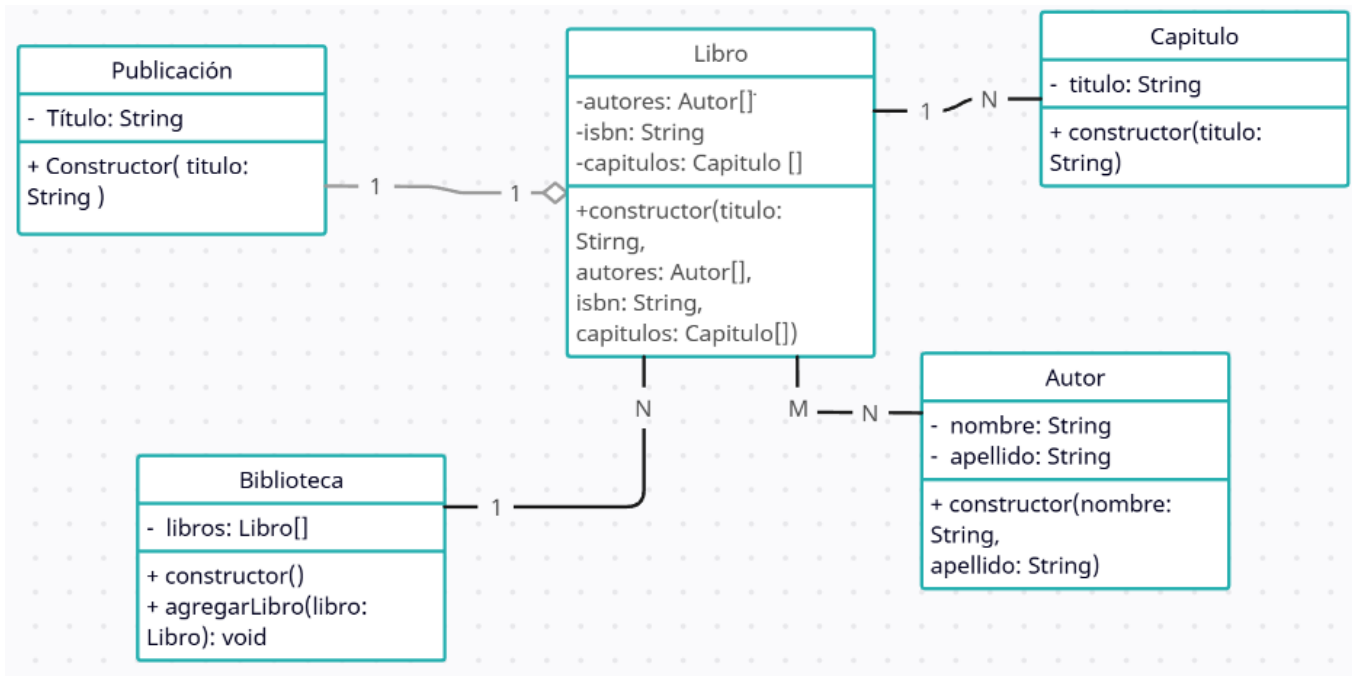 Publicación
- Título: String
+ Constructor( titulo:
String )
1
1
Libro
-autores: Autor[]
-isbn: String
-capitulos: Capitulo []
+constructor(titulo:
Stirng,
autores: Autor[],
isbn: String,
capitulos: Capitulo[])
1
N
Capitulo
- titulo: String
+ constructor(titulo:
String)
N
1
M
N
Biblioteca
- libros: Libro[]
+ constructor()
+ agregarLibro(libro:
Libro): void
Autor
- nombre: String
- apellido: String
+ constructor(nombre:
String,
apellido: String)